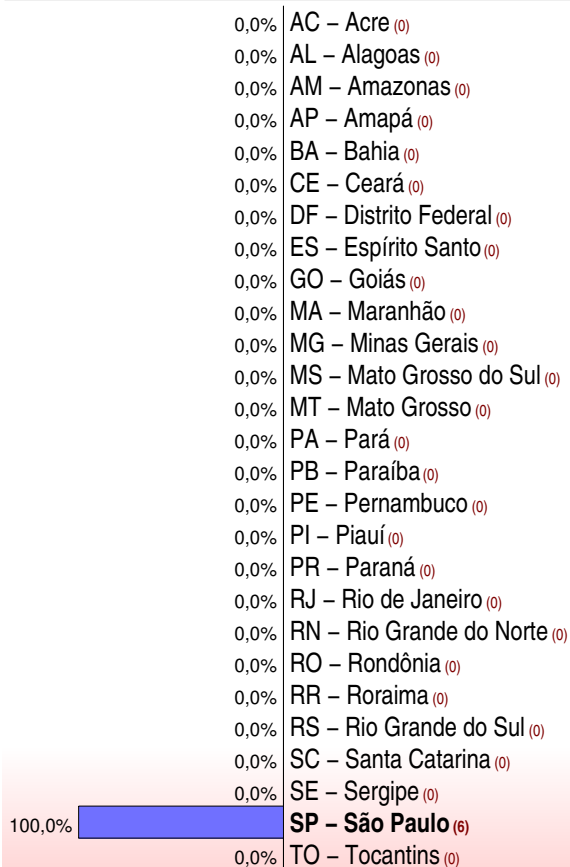 0,0% AC – Acre (0)
0,0% AL – Alagoas (0)
0,0% AM – Amazonas (0)
0,0% AP – Amapá (0)
0,0% BA – Bahia (0)
0,0% CE – Ceará (0)
0,0% DF – Distrito Federal (0)
0,0% ES – Espírito Santo (0)
0,0% GO – Goiás (0)
0,0% MA – Maranhão (0)
0,0% MG – Minas Gerais (0)
0,0% MS – Mato Grosso do Sul (0)
0,0% MT – Mato Grosso (0)
0,0% PA – Pará (0)
0,0% PB – Paraíba (0)
0,0% PE – Pernambuco (0)
0,0% PI – Piauí (0)
0,0% PR – Paraná (0)
0,0% RJ – Rio de Janeiro (0)
0,0% RN – Rio Grande do Norte (0)
0,0% RO – Rondônia (0)
0,0% RR – Roraima (0)
0,0% RS – Rio Grande do Sul (0)
0,0% SC – Santa Catarina (0)
0,0% SE – Sergipe (0)
100,0% SP – São Paulo (6)
0,0% TO – Tocantins (0)